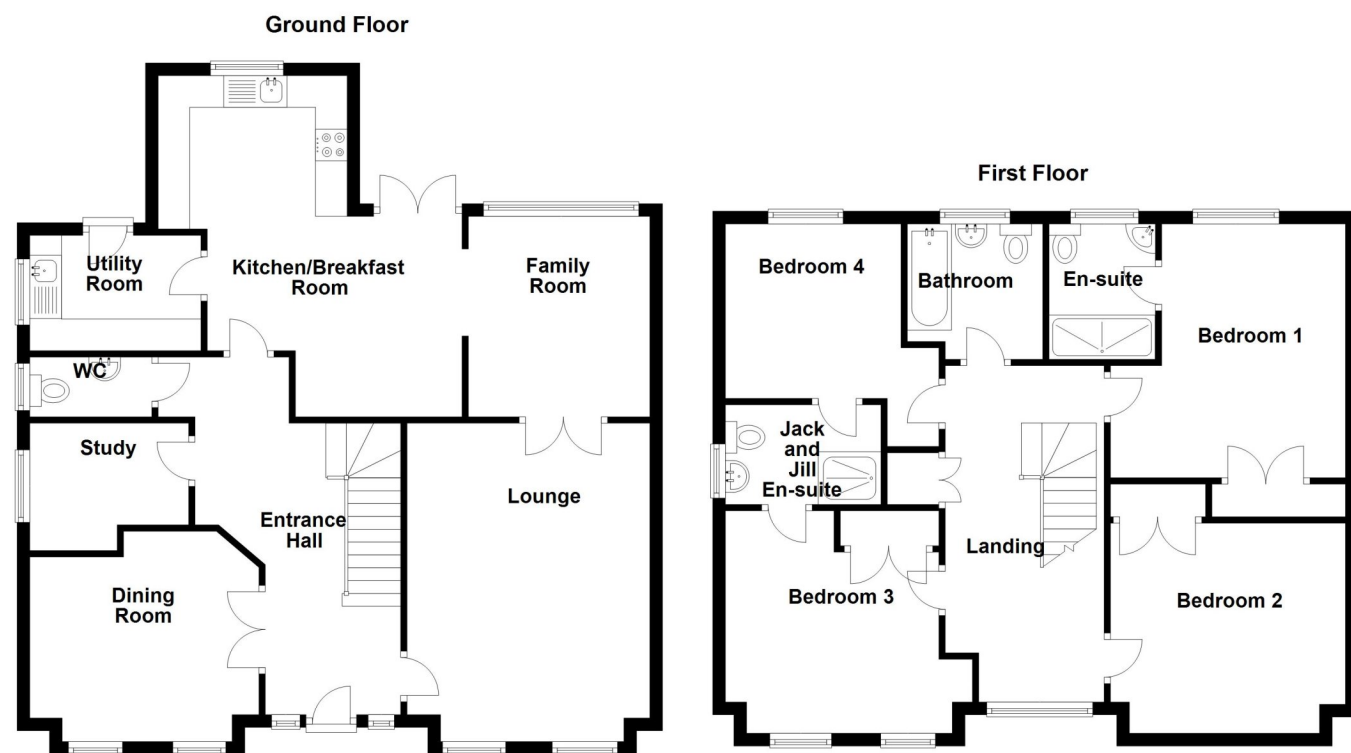 Ground Floor
Utility
Room
Kitchen/Breakfast
Room
Family
Room
WC
Study
Entrance
Hall
Lounge
Dining
Room
First Floor
Bedroom 4
Bathroom
En-suite
Bedroom 1
Jack
and
Jill
En-suite
Landing
Bedroom 3
Bedroom 2